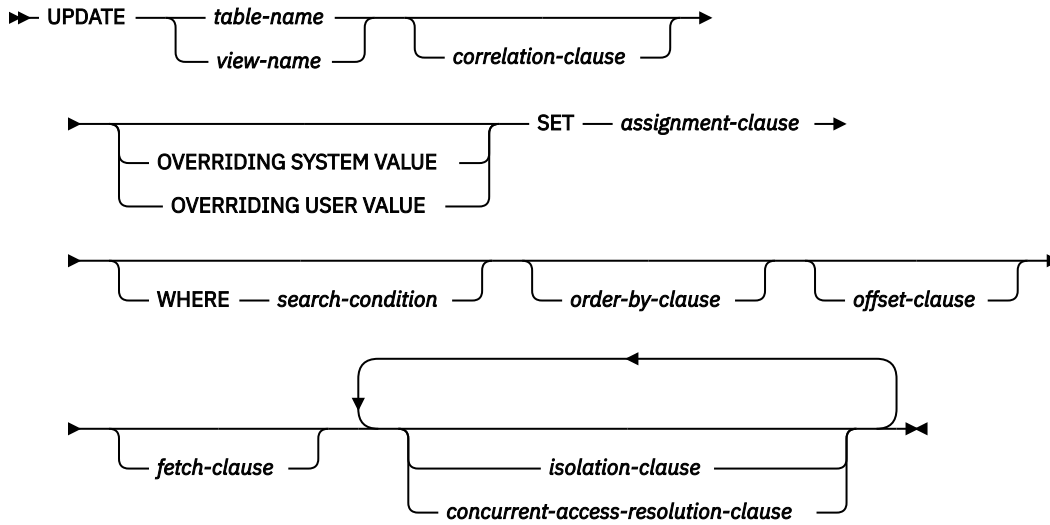 UPDATE table-name
view-name correlation-clause
SET assignment-clause
OVERRIDING SYSTEM VALUE
OVERRIDING USER VALUE
WHERE search-condition order-by-clause offset-clause
fetch-clause isolation-clause
concurrent-access-resolution-clause